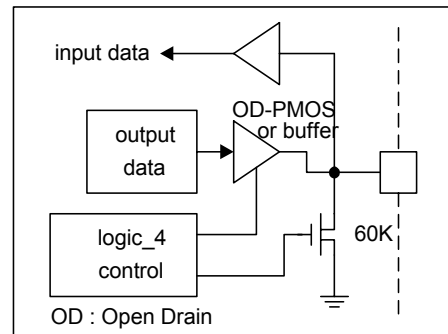 input data
OD-PMOS
or buffer
output
data
logic_4
control
60K
OD : Open Drain